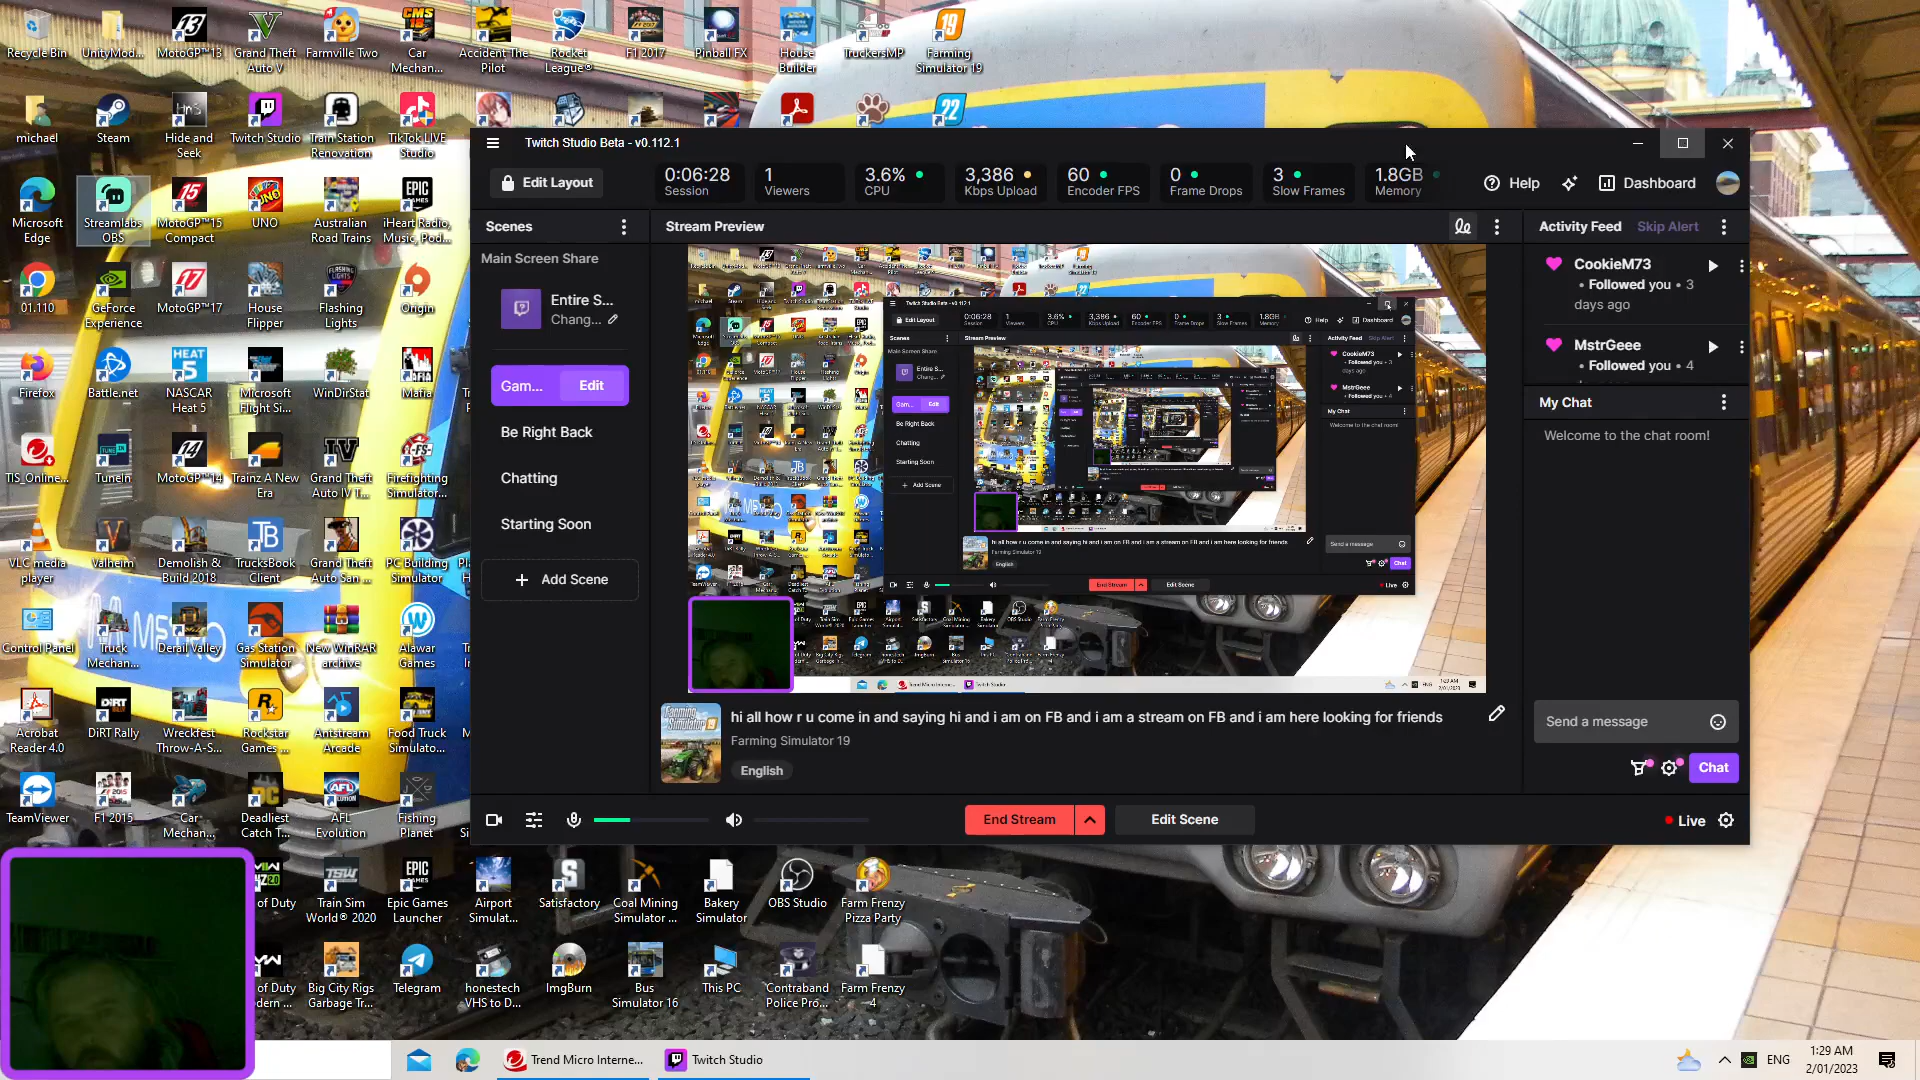 Recycle Bin
UnityMod...
MotoGP™13
Grand Theft
Auto V
Farmville Two
Car
Mechan...
Accident The
Pilot
Rocket
League®
F1 2017
Pinball FX
House
Builder
TruckersMP
Farming
Simulator 19
michael
Steam
Hide and
Seek
Twitch Studio
Train Station
Renovation
TikTok LIVE
Studio
Microsoft
Edge
Streamlabs
OBS
MotoGP™15
Compact
UNO
Australian
Road Trains
iHeart Radio,
Music, Pod...
01.110
GeForce
Experience
MotoGP™17
House
Flipper
Flashing
Lights
Origin
Firefox
Battle.net
NASCAR
Heat 5
Microsoft
Flight Si...
WinDirStat
Mafia
TIS_Online...
TuneIn
MotoGP™14
Trainz A New
Era
Grand Theft
Auto IV T...
Firefighting
Simulator...
VLC media
player
Valheim
Demolish &
Build 2018
TrucksBook
Client
Grand Theft
Auto San ...
PC Building
Simulator
Control Panel
Truck
Mechan...
Derail Valley
Gas Station
Simulator
New WinRAR
archive
Alawar
Games
Acrobat
Reader 4.0
DiRT Rally
Wreckfest
Throw-A-S...
Rockstar
Games ...
Antstream
Arcade
Food Truck
Simulato...
TeamViewer
F1 2015
Car
Mechan...
Deadliest
Catch T...
AFL
Evolution
Fishing
Planet
of Duty
Train Sim
World® 2020
Epic Games
Launcher
Airport
Simulat...
Satisfactory
Coal Mining
Simulator ...
Bakery
Simulator
OBS Studio
Farm Frenzy
Pizza Party
of Duty
dern ...
Big City Rigs
Garbage Tr...
Telegram
honestech
VHS to D...
ImgBurn
Bus
Simulator 16
This PC
Contraband
Police Pro...
Farm Frenzy
4
Twitch Studio Beta - v0.112.1
Edit Layout
0:06:28
Session
1
Viewers
3.6%
CPU
3,386
Kbps Upload
60
Encoder FPS
0
Frame Drops
3
Slow Frames
1.8GB
Memory
Help
Dashboard
Scenes
Main Screen Share
Entire S...
Chang...
Gam...
Edit
Be Right Back
Chatting
Starting Soon
Add Scene
Stream Preview
Activity Feed
Skip Alert
CookieM73
• Followed you • 3
days ago
MstrGeee
• Followed you • 4
My Chat
Welcome to the chat room!
hi all how r u come in and saying hi and i am on FB and i am a stream on FB and i am here looking for friends
Farming Simulator 19
English
Send a message
Chat
End Stream
Edit Scene
Live
Trend Micro Interne...
Twitch Studio
ENG
1:29 AM
2/01/2023